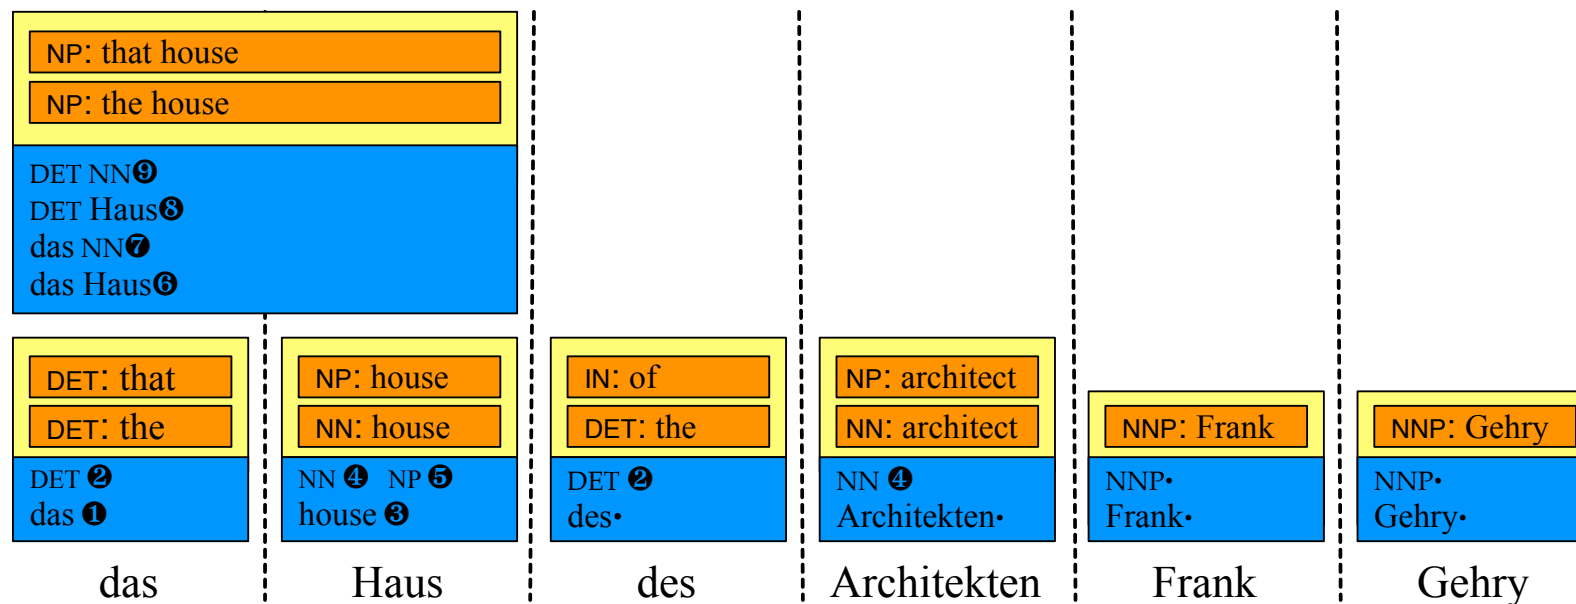 NP: that house
NP: the house
DET NN❾
DET Haus❽
das NN❼
das Haus❻
DET: that
DET: the
DET ❷
das ❶
NP: house
NN: house
NN ❹ NP ❺
house ❸
IN: of
DET: the
DET ❷
des•
NP: architect
NN: architect
NN ❹
Architekten•
NNP: Frank
NNP•
Frank•
NNP: Gehry
NNP•
Gehry•
das Haus des Architekten Frank Gehry